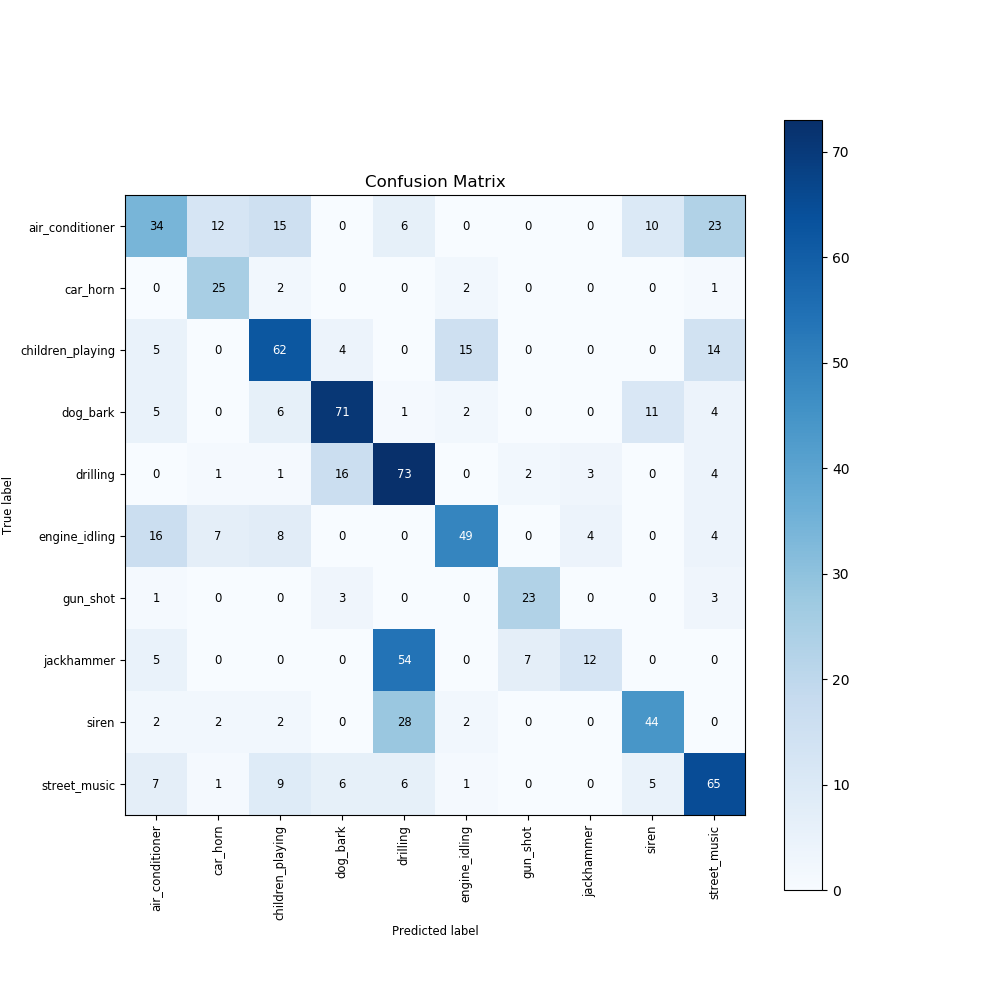 Confusion Matrix
air_conditioner 34 12 15 0 6 0 0 0 10 23
car_horn 0 25 2 0 0 2 0 0 0 1
children_playing 5 0 62 4 0 15 0 0 0 14
dog_bark 5 0 6 71 1 2 0 0 11 4
drilling 0 1 1 16 73 0 2 3 0 4
engine_idling 16 7 8 0 0 49 0 4 0 4
gun_shot 1 0 0 3 0 0 23 0 0 3
jackhammer 5 0 0 0 54 0 7 12 0 0
siren 2 2 2 0 28 2 0 0 44 0
street_music 7 1 9 6 6 1 0 0 5 65
True label
air_conditioner car_horn children_playing dog_bark drilling engine_idling gun_shot jackhammer siren street_music
Predicted label
70
60
50
40
30
20
10
0